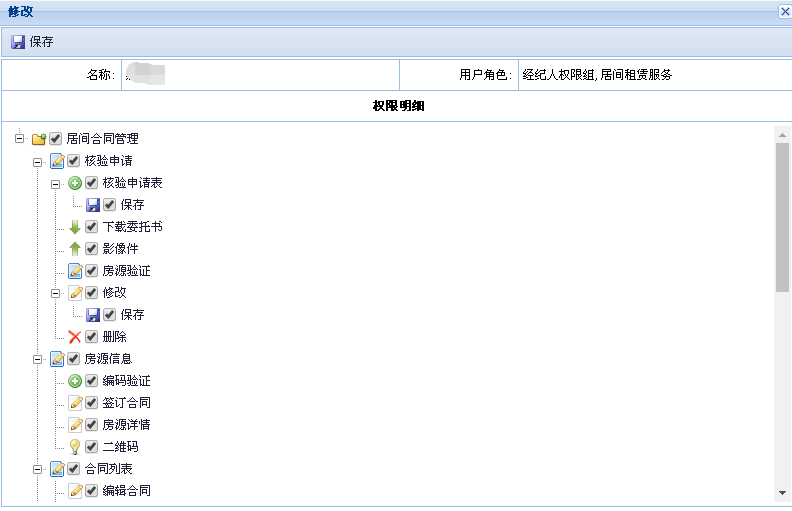 修改
保存
名称: 用户角色: 经纪人权限组,居间租赁服务
权限明细
居间合同管理
核验申请
核验申请表
保存
下载委托书
影像件
房源验证
修改
保存
删除
房源信息
编码验证
签订合同
房源详情
二维码
合同列表
编辑合同